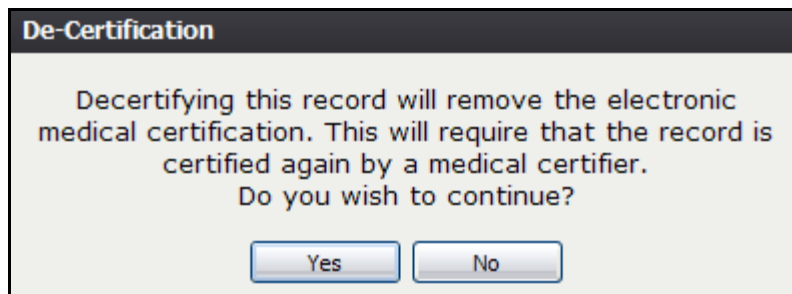 De-Certification
Decertifying this record will remove the electronic
medical certification. This will require that the record is
certified again by a medical certifier.
Do you wish to continue?
Yes No